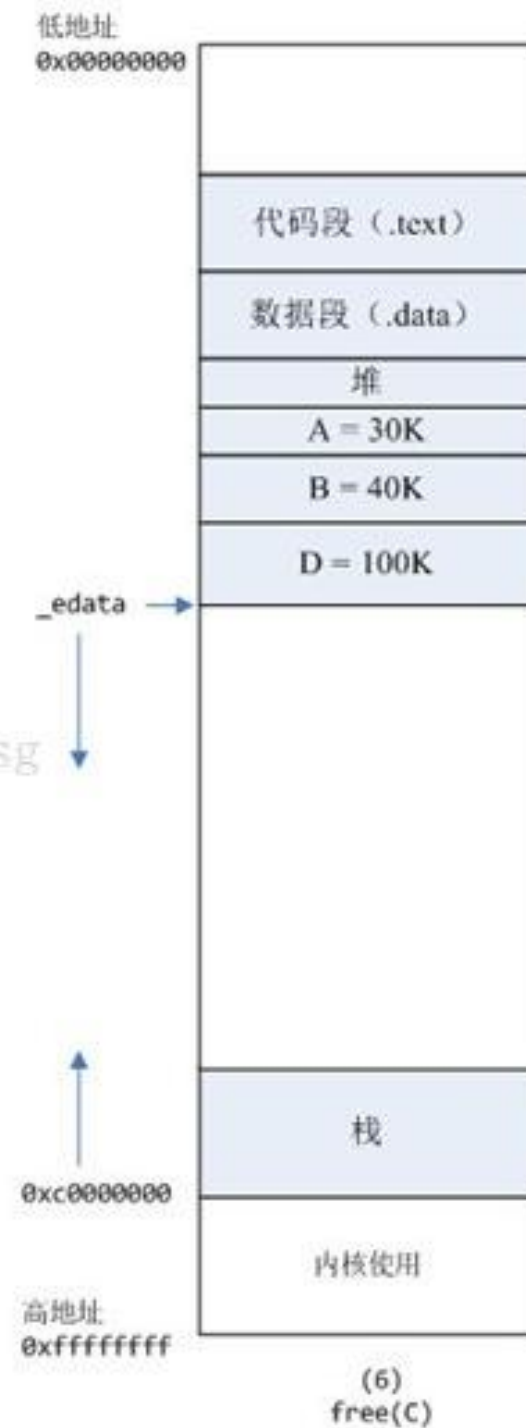 低地址
0x00000000
代码段（.text）
数据段（.data）
堆
A = 30K
B = 40K
D = 100K
_edata
sg
栈
0xc0000000
内核使用
高地址
0xffffffff
(6)
free(C)